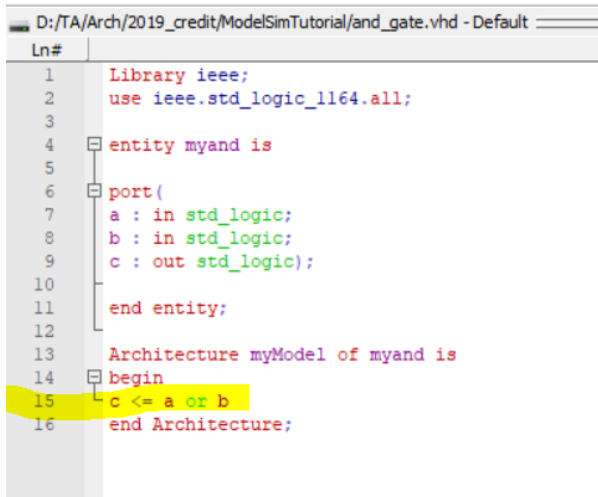 D:/TA/Arch/2019_credit/ModelSimTutorial/and_gate.vhd - Default
Ln#
1 Library ieee;
2 use ieee.std_logic_1164.all;
3
4 entity myand is
5
6 port(
7 a : in std_logic;
8 b : in std_logic;
9 c : out std_logic);
10
11 end entity;
12
13 Architecture myModel of myand is
14 begin
15 c <= a or b
16 end Architecture;